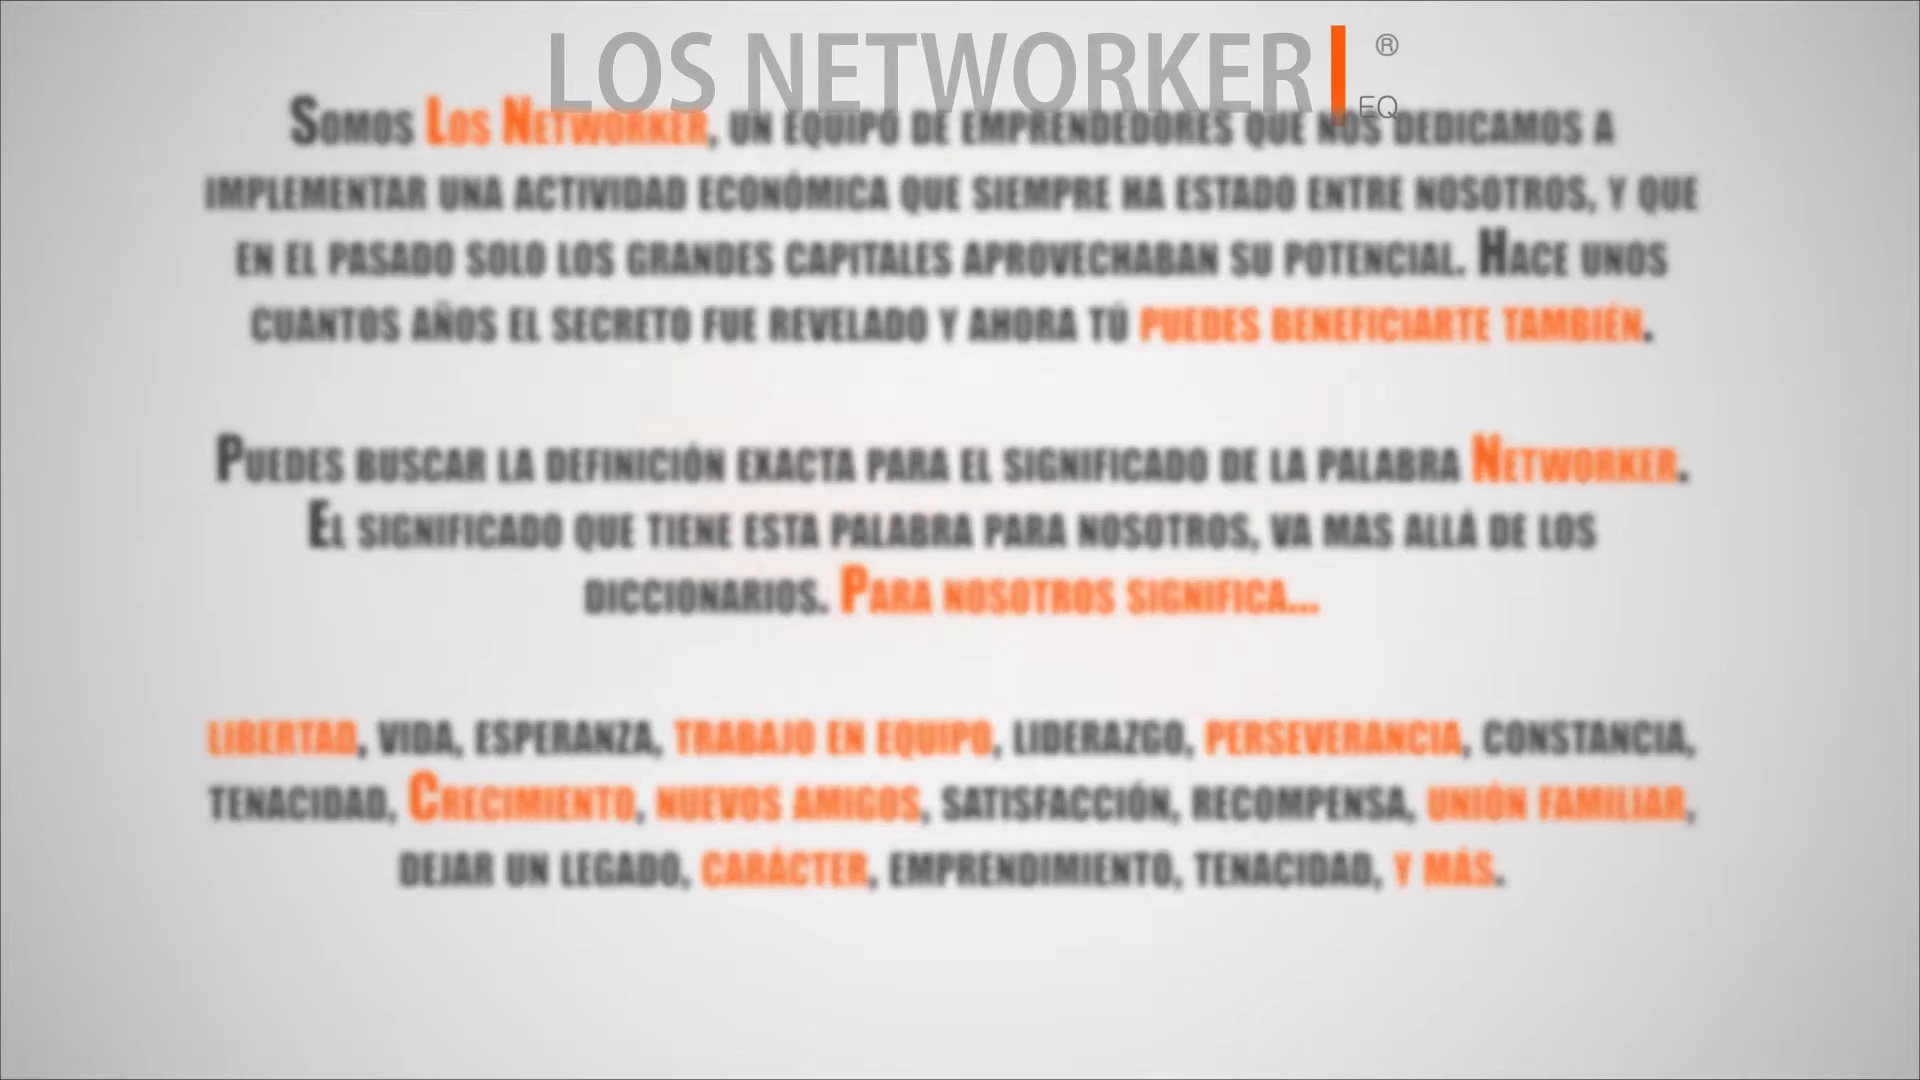 LOS NETWORKER| ®
EQ
Somos Los Networker, un equipo de emprendedores que nos dedicamos a
implementar una actividad económica que siempre ha estado entre nosotros, y que
en el pasado solo los grandes capitales aprovechaban su potencial. Hace unos
cuantos años el secreto fue revelado y ahora tú puedes beneficiarte también.
Puedes buscar la definición exacta para el significado de la palabra Networker.
El significado que tiene esta palabra para nosotros, va mas allá de los
diccionarios. Para nosotros significa...
libertad, vida, esperanza, trabajo en equipo, liderazgo, perseverancia, constancia,
tenacidad, Crecimiento, nuevos amigos, satisfacción, recompensa, unión familiar,
dejar un legado, carácter, emprendimiento, tenacidad, y más.